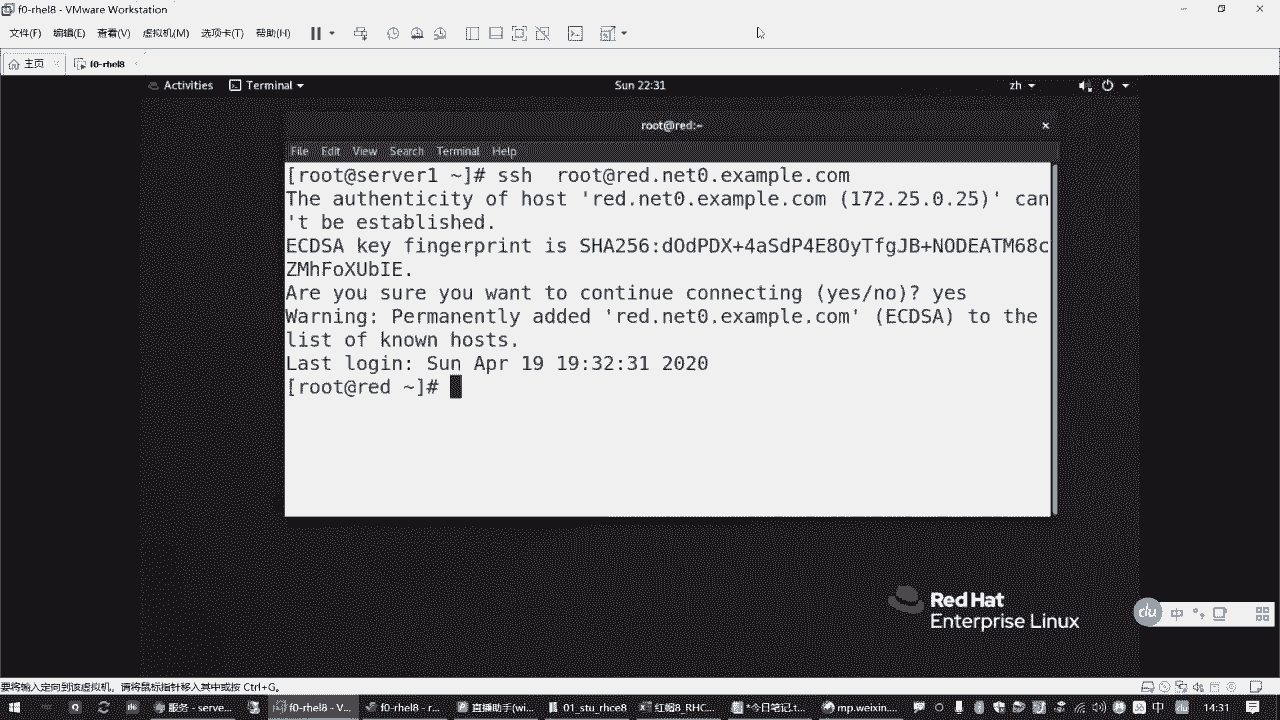 f0-rhel8 - VMware Workstation
文件(F) 编辑(E) 查看(V) 虚拟机(M) 选项卡(T) 帮助(H)
主页 f0-rhel8
Activities Terminal Sun 22:31 zh
root@red:~
File Edit View Search Terminal Help
[root@server1 ~]# ssh  root@red.net0.example.com
The authenticity of host 'red.net0.example.com (172.25.0.25)' can
't be established.
ECDSA key fingerprint is SHA256:dOdPDX+4aSdP4E8OyTfgJB+NODEATM68c
ZMhFoXUbIE.
Are you sure you want to continue connecting (yes/no)? yes
Warning: Permanently added 'red.net0.example.com' (ECDSA) to the
list of known hosts.
Last login: Sun Apr 19 19:32:31 2020
[root@red ~]#
Red Hat
Enterprise Linux
du 中
要将输入定向到该虚拟机，请将鼠标指针移入其中或按 Ctrl+G。
服务 - serve... f0-rhel8 - V... f0-rhel8 - r... 直播助手(wi... 01_stu_rhce8 红帽8_RHC... *今日笔记.t... mp.weixin.... 中 14:31